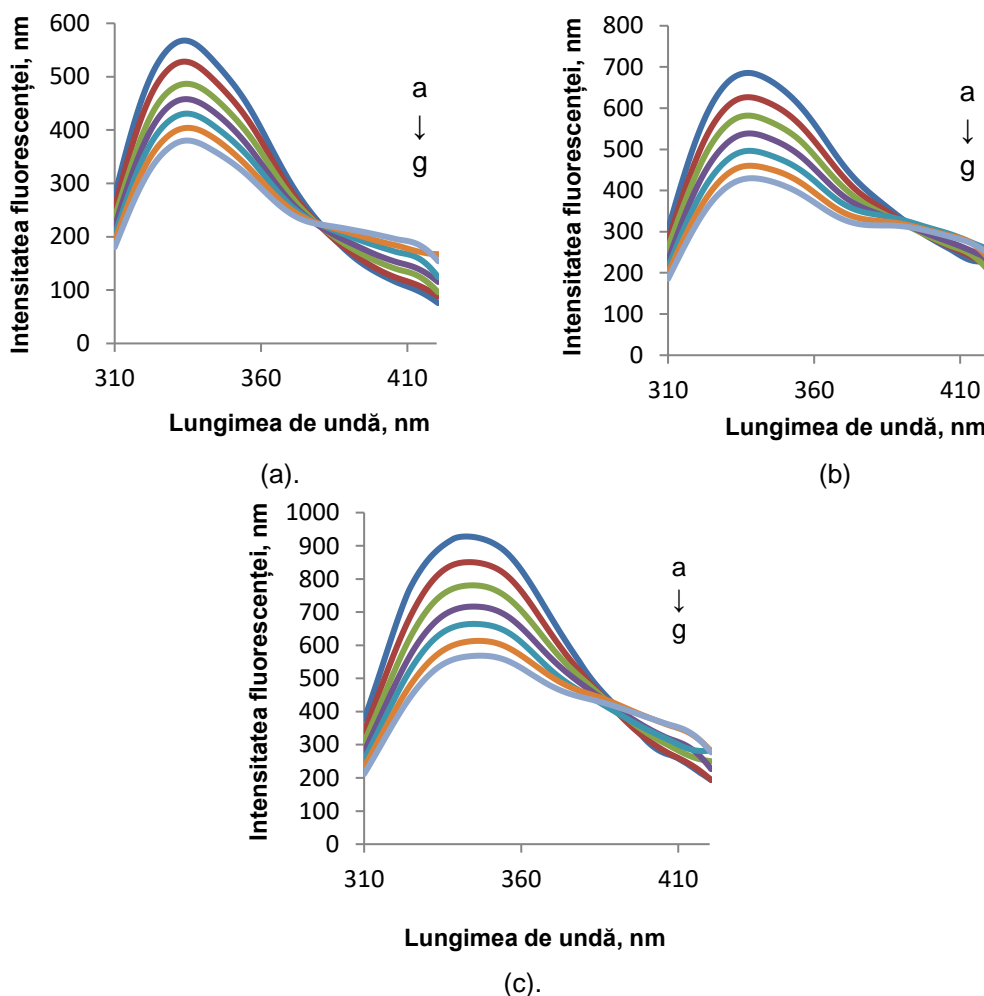 Intensitatea fluorescenței, nm
600
500
400
300
200
100
0
310 360 410
Lungimea de undă, nm
a
↓
g
(a).
Intensitatea fluorescenței, nm
800
700
600
500
400
300
200
100
0
310 360 410
Lungimea de undă, nm
a
↓
g
(b)
Intensitatea fluorescenței, nm
1000
900
800
700
600
500
400
300
200
100
0
310 360 410
Lungimea de undă, nm
a
↓
g
(c).